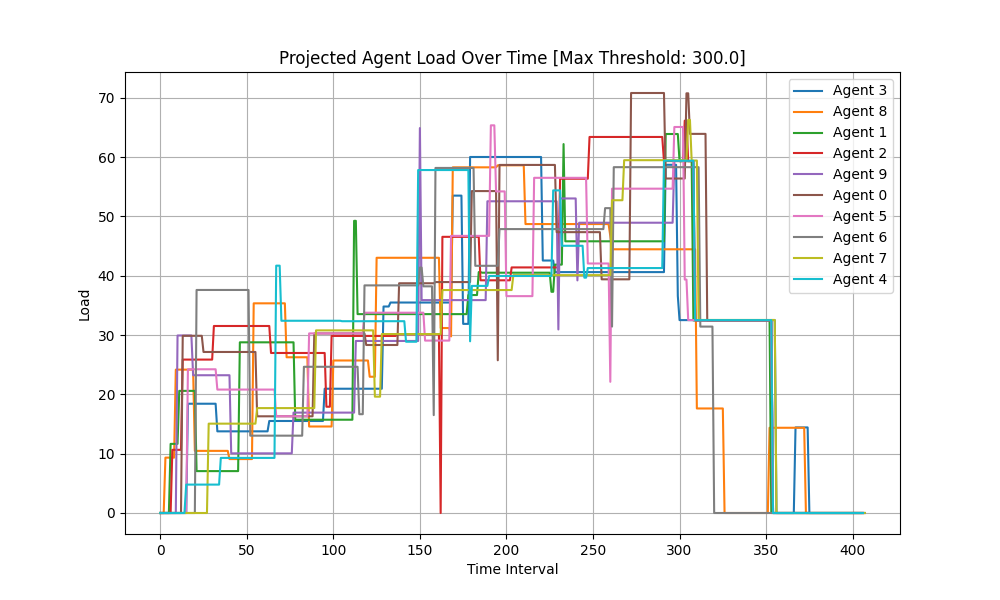 Projected Agent Load Over Time [Max Threshold: 300.0]
Load
70
60
50
40
30
20
10
0
0 50 100 150 200 250 300 350 400
Time Interval
Agent 3
Agent 8
Agent 1
Agent 2
Agent 9
Agent 0
Agent 5
Agent 6
Agent 7
Agent 4